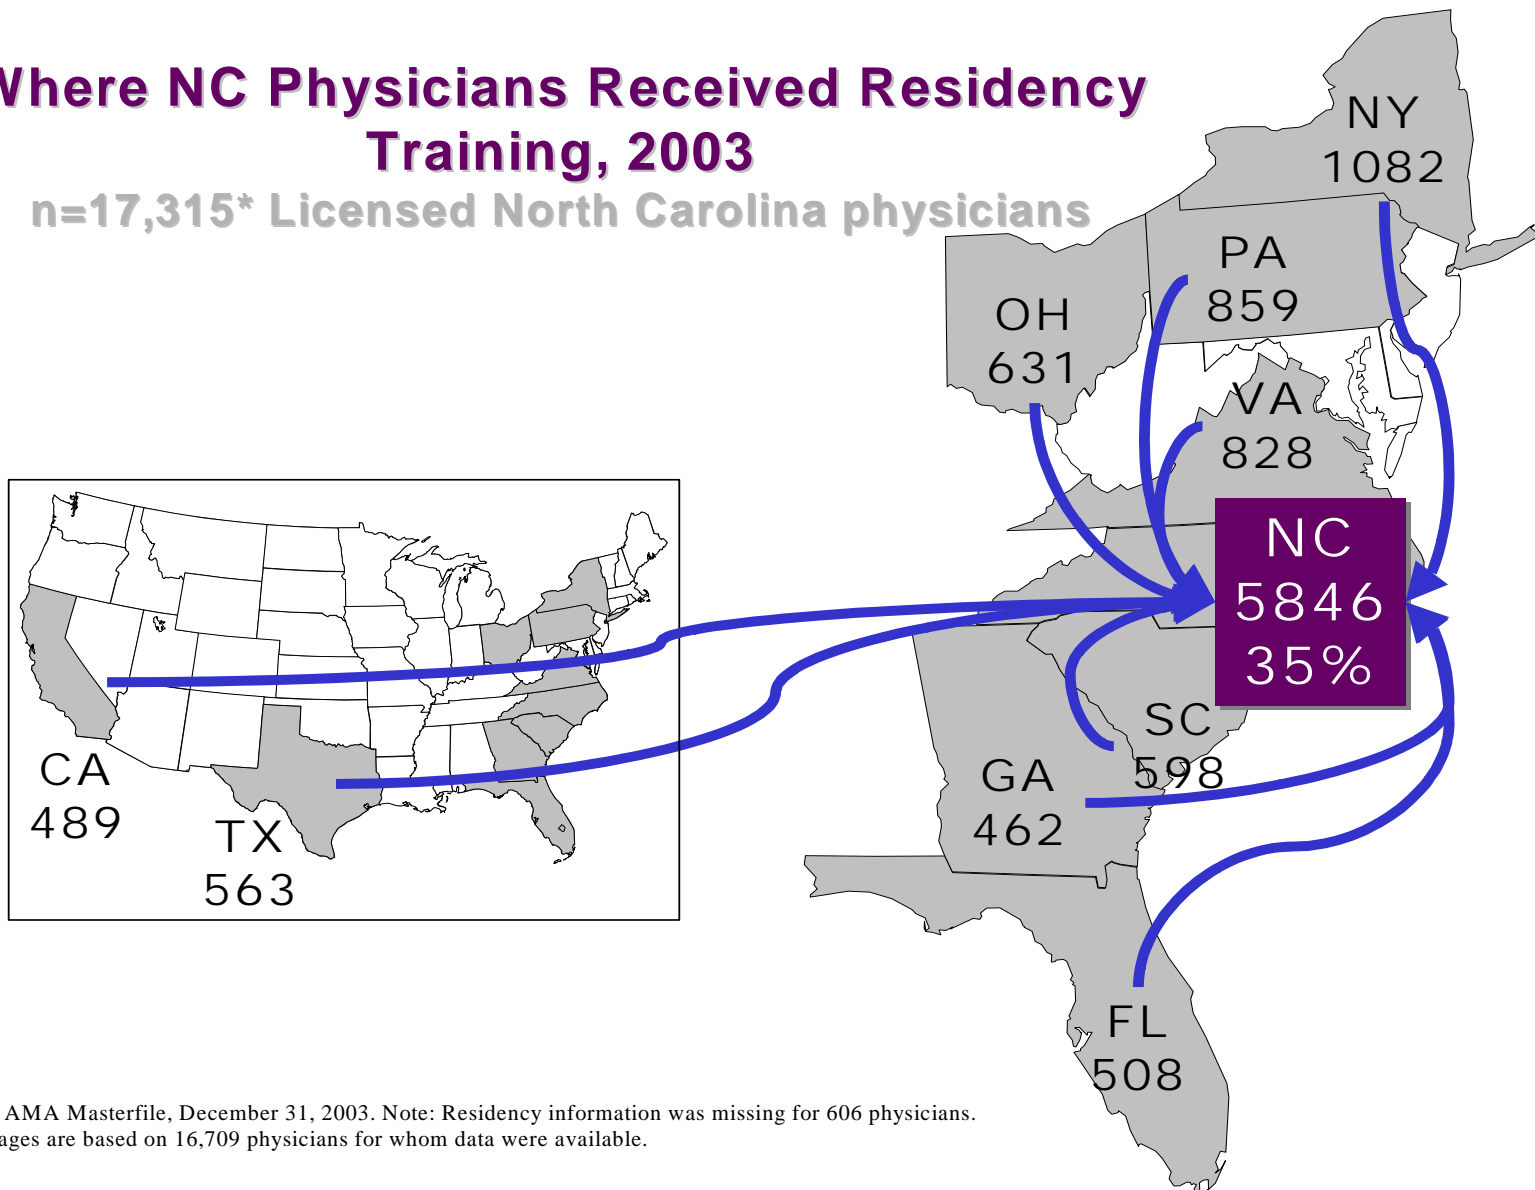 Where NC Physicians Received Residency
Training, 2003
n=17,315* Licensed North Carolina physicians
NY
1082
PA
859
OH
631
VA
828
NC
5846
35%
SC
598
GA
462
CA
489
TX
563
FL
508
AMA Masterfile, December 31, 2003. Note: Residency information was missing for 606 physicians.
are based on 16,709 physicians for whom data were available.